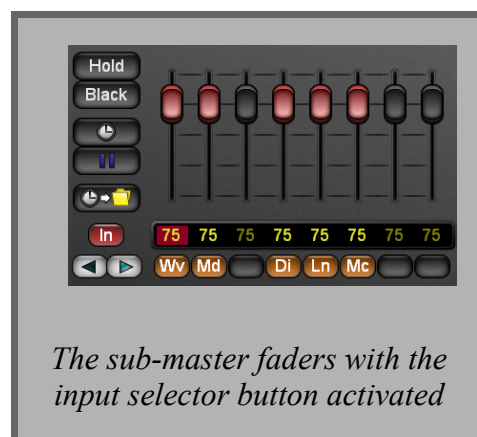 Hold
Black
In
75 75 75 75 75 75 75 75
Wv Md Di Ln Mc
The sub-master faders with the
input selector button activated